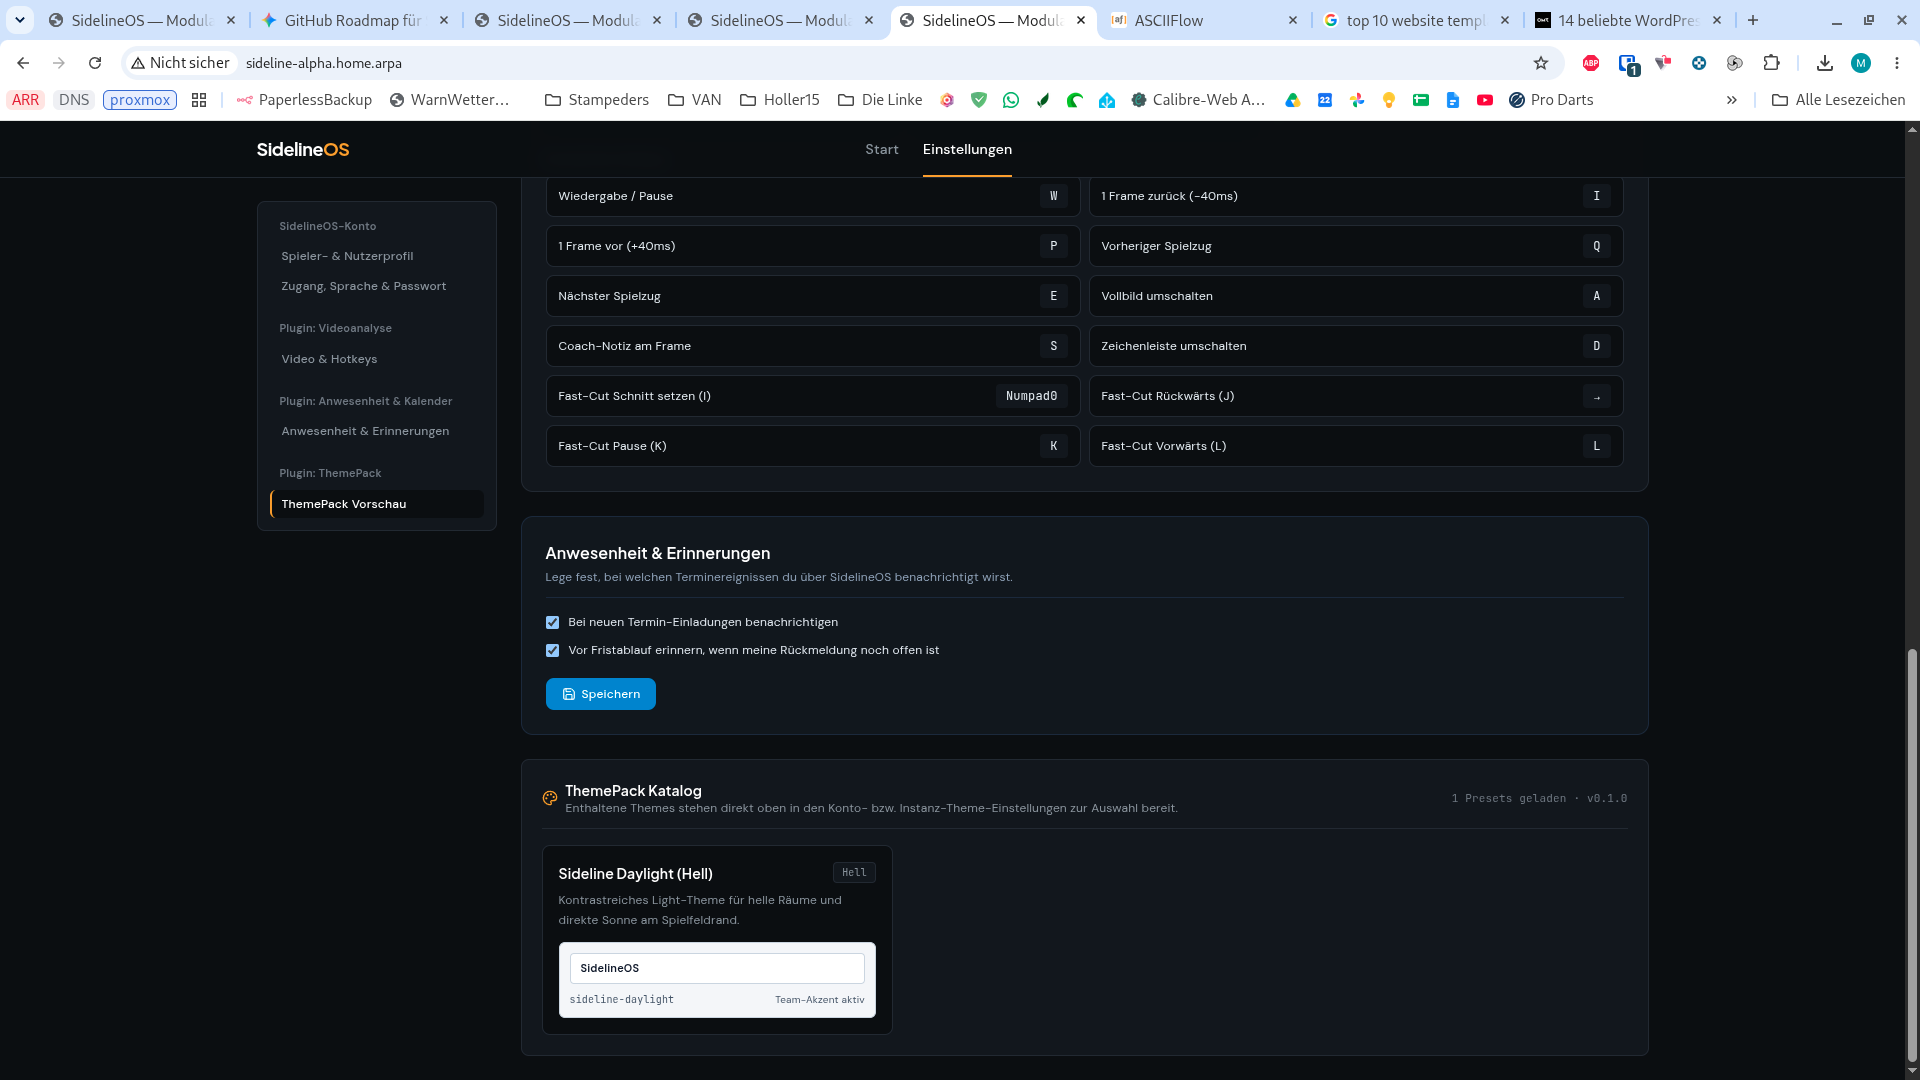 SidelineOS — Modula
GitHub Roadmap für
SidelineOS — Modula
SidelineOS — Modula
SidelineOS — Modula
ASCIIFlow
top 10 website templ
14 beliebte WordPres
Nicht sicher
sideline-alpha.home.arpa
ABP
1
M
ARR
DNS
proxmox
PaperlessBackup
WarnWetter...
Stampeders
VAN
Holler15
Die Linke
Calibre-Web A...
22
Pro Darts
Alle Lesezeichen
SidelineOS
Start
Einstellungen
SidelineOS-Konto
Spieler- & Nutzerprofil
Zugang, Sprache & Passwort
Plugin: Videoanalyse
Video & Hotkeys
Plugin: Anwesenheit & Kalender
Anwesenheit & Erinnerungen
Plugin: ThemePack
ThemePack Vorschau
Wiedergabe / Pause W
1 Frame zurück (-40ms) I
1 Frame vor (+40ms) P
Vorheriger Spielzug Q
Nächster Spielzug E
Vollbild umschalten A
Coach-Notiz am Frame S
Zeichenleiste umschalten D
Fast-Cut Schnitt setzen (I) Numpad0
Fast-Cut Rückwärts (J) →
Fast-Cut Pause (K) K
Fast-Cut Vorwärts (L) L
Anwesenheit & Erinnerungen
Lege fest, bei welchen Terminereignissen du über SidelineOS benachrichtigt wirst.
Bei neuen Termin-Einladungen benachrichtigen
Vor Fristablauf erinnern, wenn meine Rückmeldung noch offen ist
Speichern
ThemePack Katalog
Enthaltene Themes stehen direkt oben in den Konto- bzw. Instanz-Theme-Einstellungen zur Auswahl bereit.
1 Presets geladen · v0.1.0
Sideline Daylight (Hell)
Hell
Kontrastreiches Light-Theme für helle Räume und
direkte Sonne am Spielfeldrand.
SidelineOS
sideline-daylight
Team-Akzent aktiv